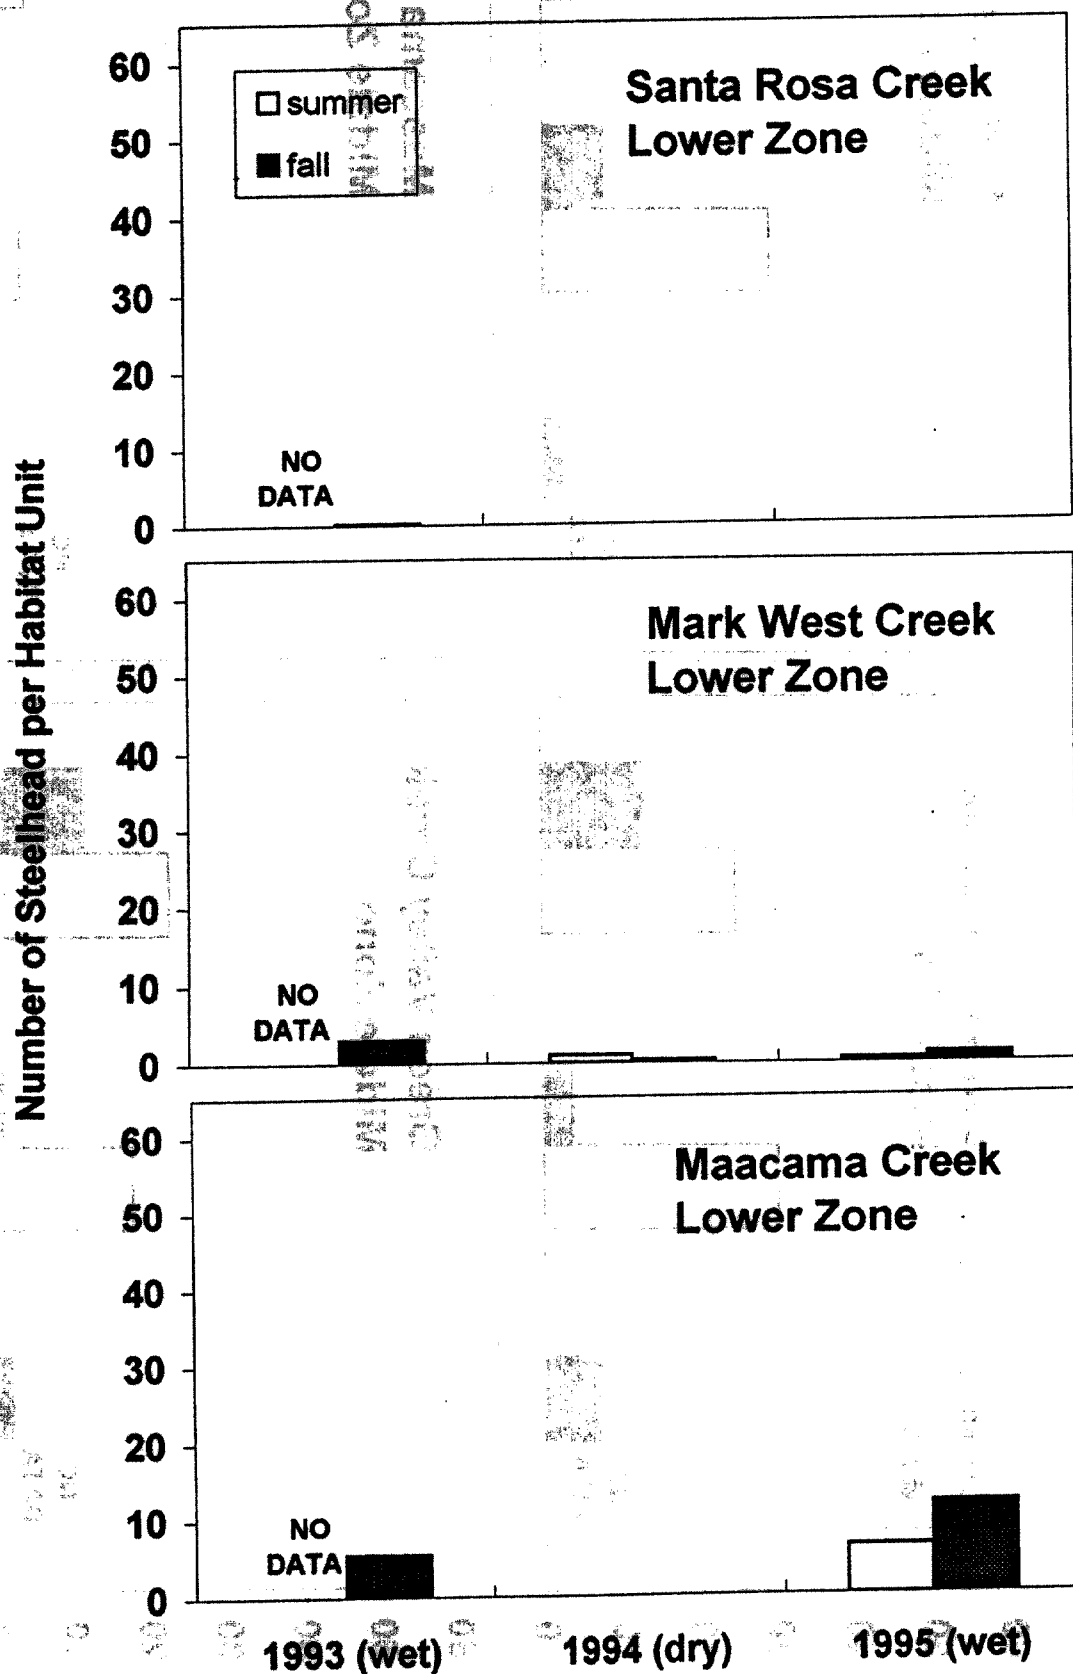 Number of Steelhead per Habitat Unit
60
50
40
30
20
10
0
summer
fall
Santa Rosa Creek
Lower Zone
NO
DATA
60
50
40
30
20
10
0
Mark West Creek
Lower Zone
NO
DATA
60
50
40
30
20
10
0
Maacama Creek
Lower Zone
NO
DATA
1993 (wet)
1994 (dry)
1995 (wet)